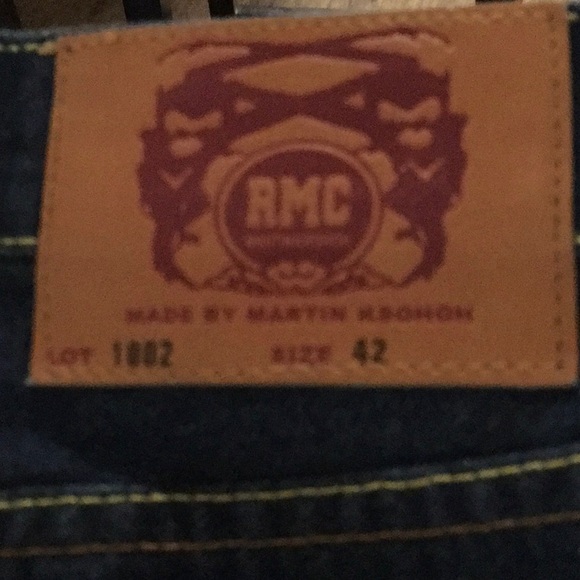 RMC
MADE BY MARTIN KSOHOH
LOT 1002 SIZE 42